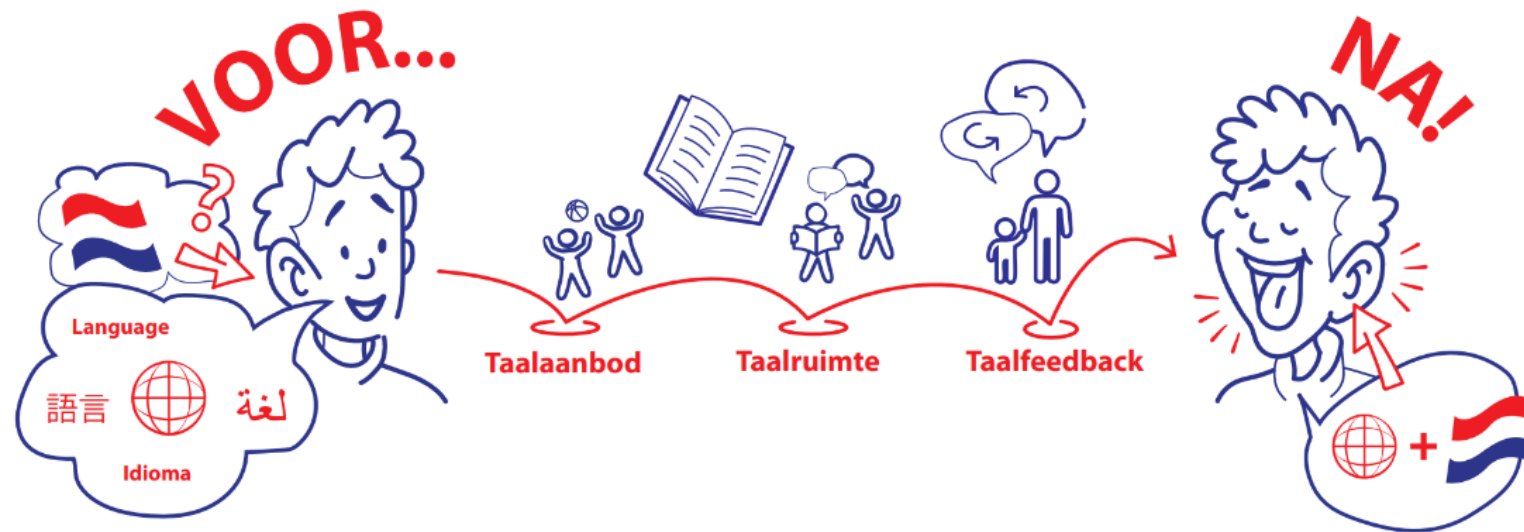 VOOR...
NA!
?
Language
語言
لغة
Idioma
Taalaanbod
Taalruimte
Taalfeedback
+